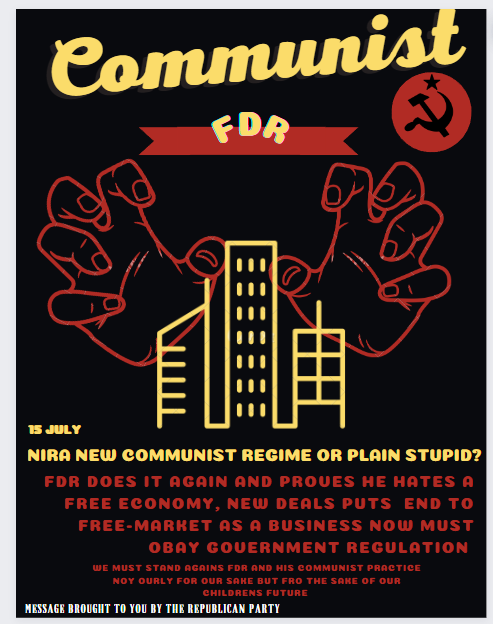 Communist
FDR
15 JULY
NIRA NEW COMMUNIST REGIME OR PLAIN STUPID?
FDR DOES IT AGAIN AND PROVES HE HATES A
FREE ECONOMY, NEW DEALS PUTS END TO
FREE-MARKET AS A BUSINESS NOW MUST
OBAY GOVERNMENT REGULATION
WE MUST STAND AGAINS FDR AND HIS COMMUNIST PRACTICE
NOY OURLY FOR OUR SAKE BUT FRO THE SAKE OF OUR
CHILDRENS FUTURE
MESSAGE BROUGHT TO YOU BY THE REPUBLICAN PARTY